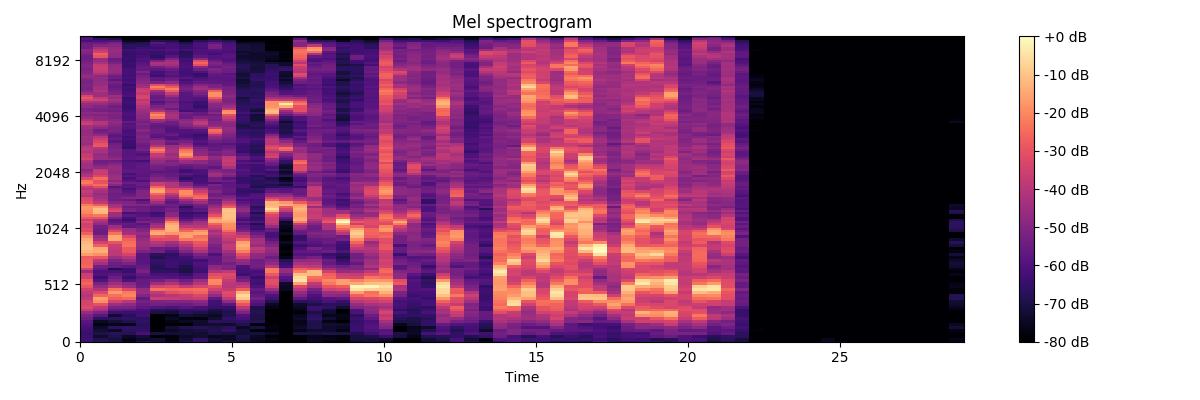 Mel spectrogram
Hz
8192
4096
2048
1024
512
0
0 5 10 15 20 25
Time
+0 dB
-10 dB
-20 dB
-30 dB
-40 dB
-50 dB
-60 dB
-70 dB
-80 dB